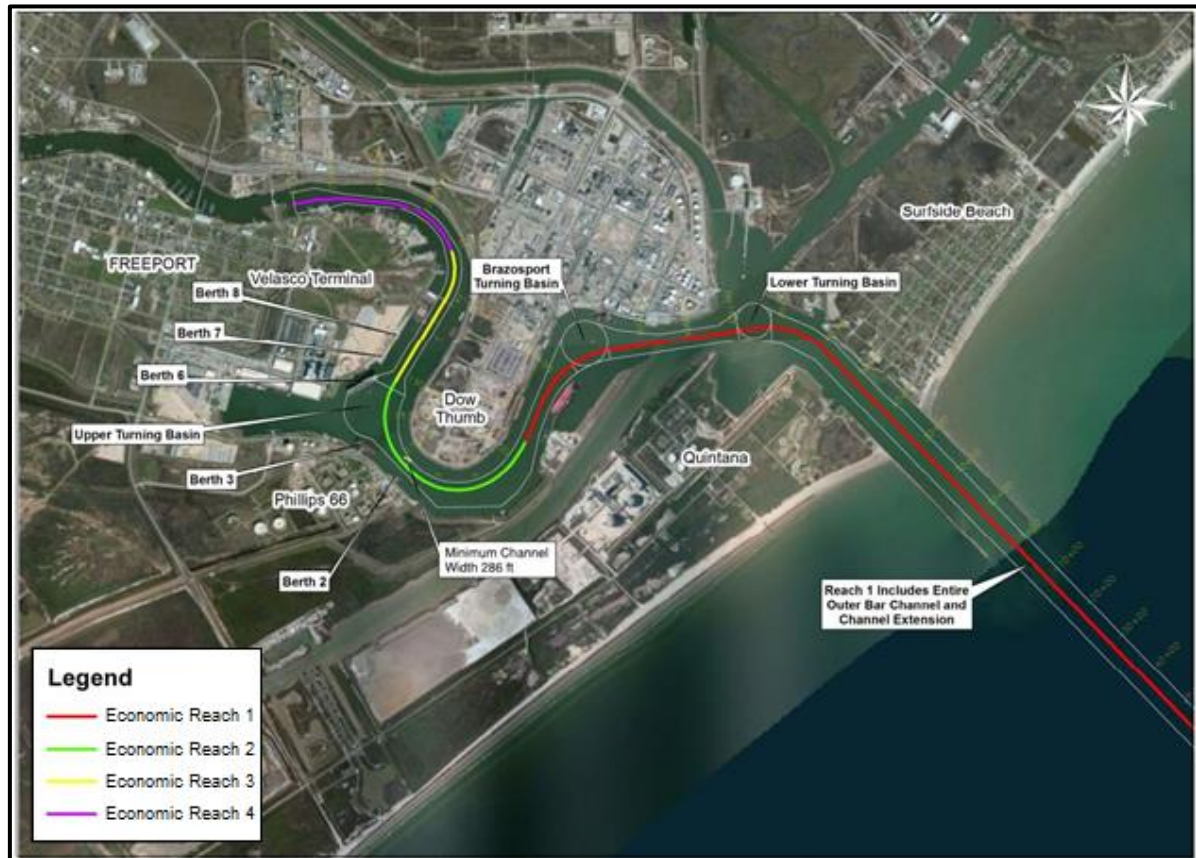 Surfside Beach
FREEPORT
Velasco Terminal
Brazosport
Turning Basin
Lower Turning Basin
Berth 8
Berth 7
Berth 6
Dow
Thumb
Upper Turning Basin
Berth 3
Quintana
Phillips 66
Minimum Channel
Width 286 ft
Berth 2
Reach 1 Includes Entire
Outer Bar Channel and
Channel Extension
Legend
Economic Reach 1
Economic Reach 2
Economic Reach 3
Economic Reach 4